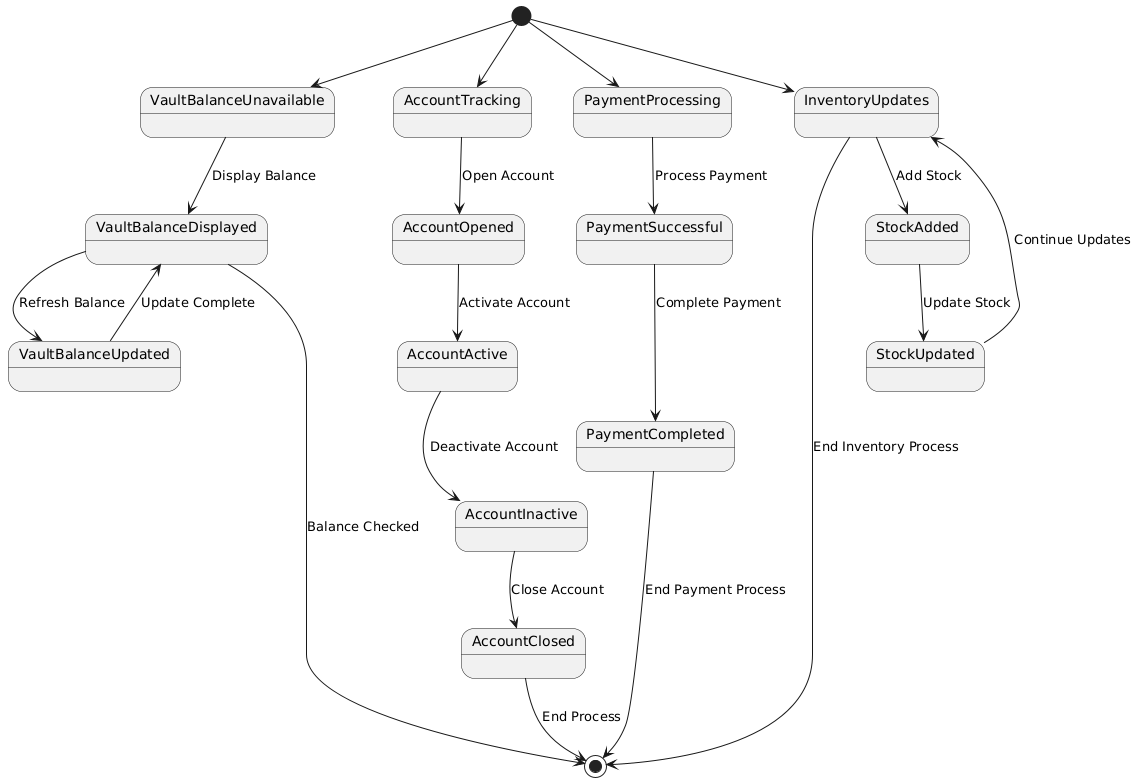 VaultBalanceUnavailable
AccountTracking
PaymentProcessing
InventoryUpdates
Display Balance
Open Account
Process Payment
Add Stock
VaultBalanceDisplayed
AccountOpened
PaymentSuccessful
StockAdded
Continue Updates
Refresh Balance
Update Complete
Activate Account
Complete Payment
Update Stock
VaultBalanceUpdated
AccountActive
StockUpdated
PaymentCompleted
Deactivate Account
End Inventory Process
AccountInactive
Balance Checked
Close Account
End Payment Process
AccountClosed
End Process